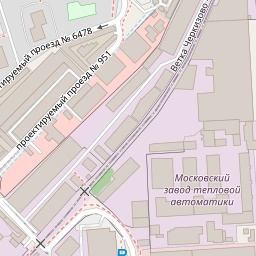 проектируемый проезд № 6478
проектируемый проезд № 951
Ветка Черкизово
Московский
завод тепловой
автоматики
P